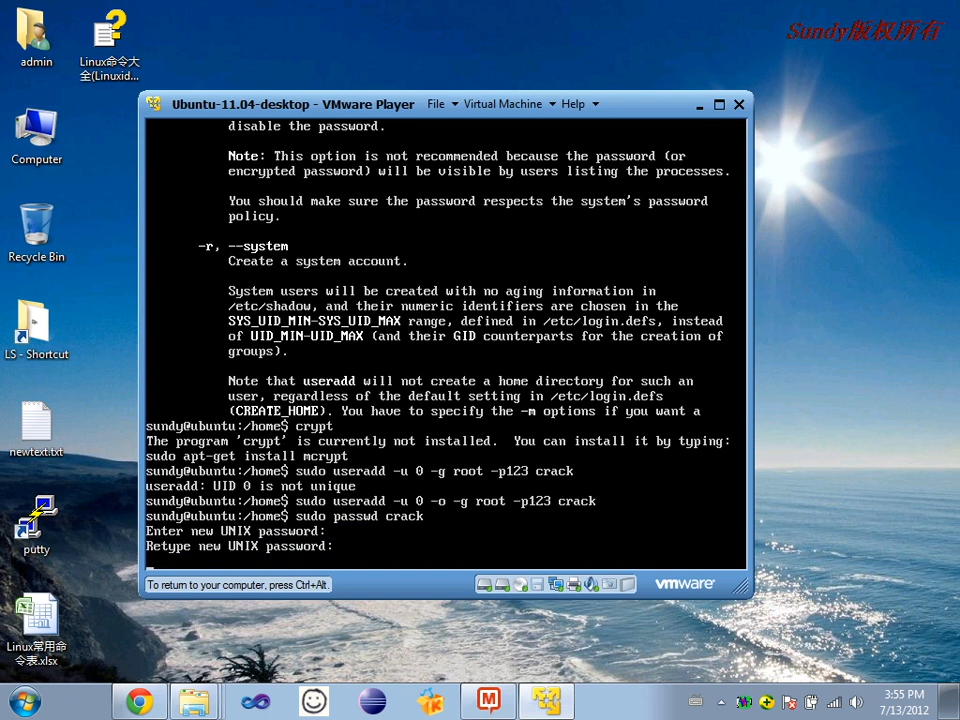 Sundy版权所有
admin
Linux命令大
全(Linuxid...
Computer
Recycle Bin
LS - Shortcut
newtext.txt
putty
Linux常用命
令表.xlsx
Ubuntu-11.04-desktop - VMware Player File Virtual Machine Help
disable the password.
Note: This option is not recommended because the password (or
encrypted password) will be visible by users listing the processes.
You should make sure the password respects the system's password
policy.
-r, --system
Create a system account.
System users will be created with no aging information in
/etc/shadow, and their numeric identifiers are chosen in the
SYS_UID_MIN-SYS_UID_MAX range, defined in /etc/login.defs, instead
of UID_MIN-UID_MAX (and their GID counterparts for the creation of
groups).
Note that useradd will not create a home directory for such an
user, regardless of the default setting in /etc/login.defs
(CREATE_HOME). You have to specify the -m options if you want a
sundy@ubuntu:/home$ crypt
The program 'crypt' is currently not installed.  You can install it by typing:
sudo apt-get install mcrypt
sundy@ubuntu:/home$ sudo useradd -u 0 -g root -p123 crack
useradd: UID 0 is not unique
sundy@ubuntu:/home$ sudo useradd -u 0 -o -g root -p123 crack
sundy@ubuntu:/home$ sudo passwd crack
Enter new UNIX password:
Retype new UNIX password:
To return to your computer, press Ctrl+Alt.
vmware
3:55 PM
7/13/2012